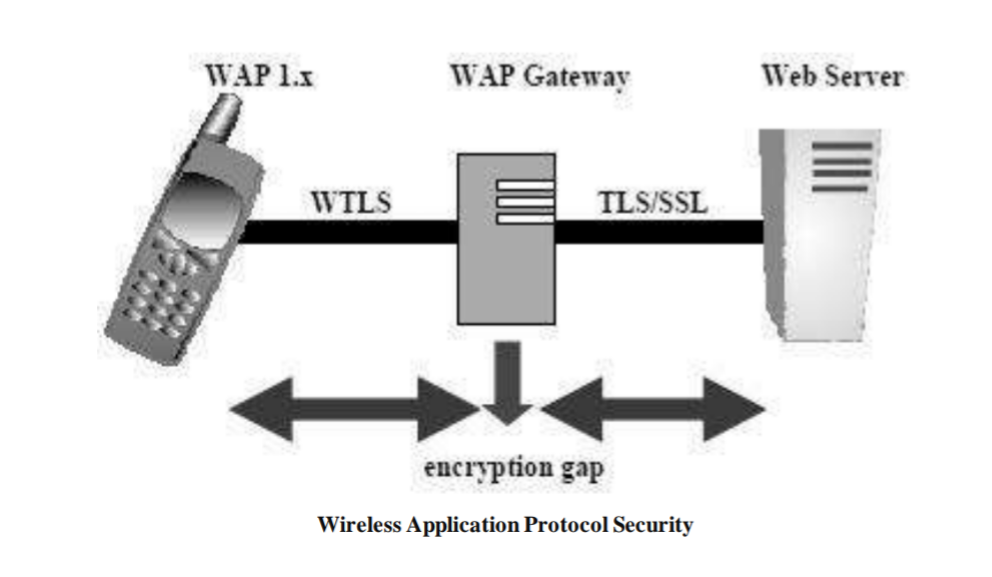 WAP 1.x
WAP Gateway
Web Server
WTLS
TLS/SSL
encryption gap
Wireless Application Protocol Security